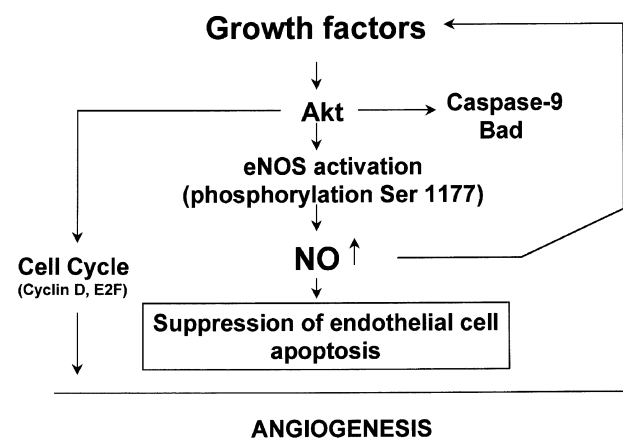 Growth factors
Akt
Caspase-9
Bad
eNOS activation
(phosphorylation Ser 1177)
NO
Cell Cycle
(Cyclin D, E2F)
Suppression of endothelial cell
apoptosis
ANGIOGENESIS